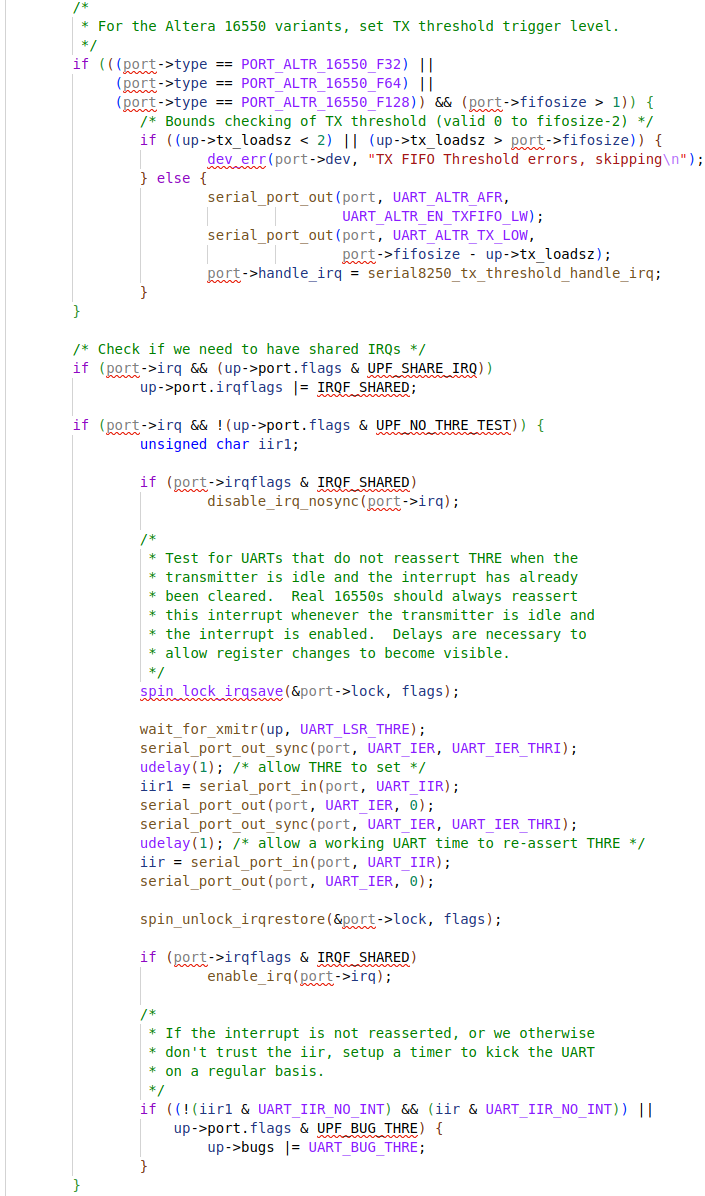 /*
 * For the Altera 16550 variants, set TX threshold trigger level.
 */
if (((port->type == PORT_ALTR_16550_F32) ||
     (port->type == PORT_ALTR_16550_F64) ||
     (port->type == PORT_ALTR_16550_F128)) && (port->fifosize > 1)) {
        /* Bounds checking of TX threshold (valid 0 to fifosize-2) */
        if ((up->tx_loadsz < 2) || (up->tx_loadsz > port->fifosize)) {
                dev_err(port->dev, "TX FIFO Threshold errors, skipping\n");
        } else {
                serial_port_out(port, UART_ALTR_AFR,
                                UART_ALTR_EN_TXFIFO_LW);
                serial_port_out(port, UART_ALTR_TX_LOW,
                                port->fifosize - up->tx_loadsz);
                port->handle_irq = serial8250_tx_threshold_handle_irq;
        }
}

/* Check if we need to have shared IRQs */
if (port->irq && (up->port.flags & UPF_SHARE_IRQ))
        up->port.irqflags |= IRQF_SHARED;

if (port->irq && !(up->port.flags & UPF_NO_THRE_TEST)) {
        unsigned char iir1;

        if (port->irqflags & IRQF_SHARED)
                disable_irq_nosync(port->irq);

        /*
         * Test for UARTs that do not reassert THRE when the
         * transmitter is idle and the interrupt has already
         * been cleared.  Real 16550s should always reassert
         * this interrupt whenever the transmitter is idle and
         * the interrupt is enabled.  Delays are necessary to
         * allow register changes to become visible.
         */
        spin_lock_irqsave(&port->lock, flags);

        wait_for_xmitr(up, UART_LSR_THRE);
        serial_port_out_sync(port, UART_IER, UART_IER_THRI);
        udelay(1); /* allow THRE to set */
        iir1 = serial_port_in(port, UART_IIR);
        serial_port_out(port, UART_IER, 0);
        serial_port_out_sync(port, UART_IER, UART_IER_THRI);
        udelay(1); /* allow a working UART time to re-assert THRE */
        iir = serial_port_in(port, UART_IIR);
        serial_port_out(port, UART_IER, 0);

        spin_unlock_irqrestore(&port->lock, flags);

        if (port->irqflags & IRQF_SHARED)
                enable_irq(port->irq);

        /*
         * If the interrupt is not reasserted, or we otherwise
         * don't trust the iir, setup a timer to kick the UART
         * on a regular basis.
         */
        if ((!(iir1 & UART_IIR_NO_INT) && (iir & UART_IIR_NO_INT)) ||
            up->port.flags & UPF_BUG_THRE) {
                up->bugs |= UART_BUG_THRE;
        }
}